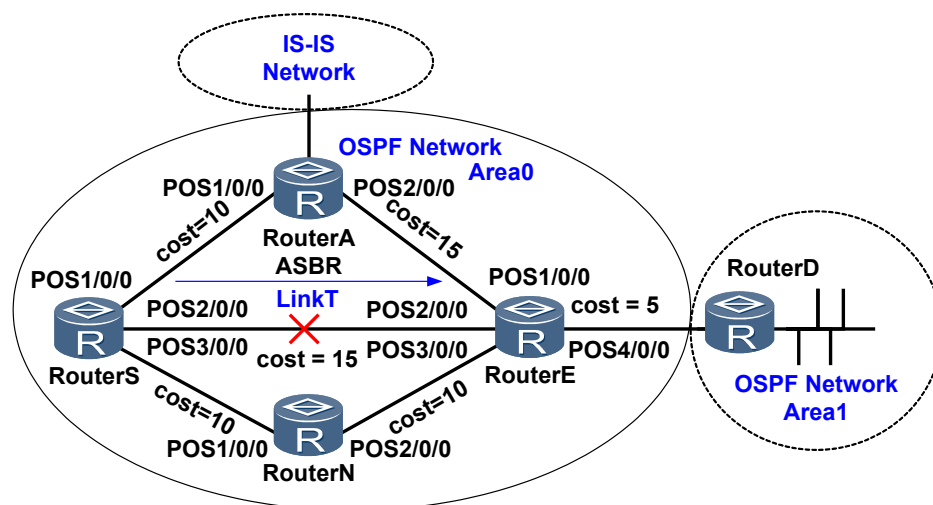 IS-IS
Network
OSPF Network
Area0
POS1/0/0
POS2/0/0
R
cost=10
cost=15
RouterA
ASBR
RouterD
POS1/0/0
POS1/0/0
LinkT
POS2/0/0
POS2/0/0
cost = 5
R
R
R
POS3/0/0
cost = 15
POS3/0/0
POS4/0/0
RouterS
RouterE
OSPF Network
Area1
cost=10
cost=10
POS1/0/0
R
POS2/0/0
RouterN